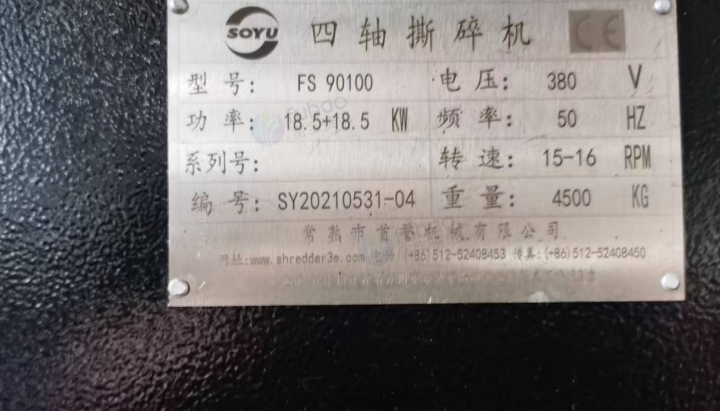 SOYU 四轴撕碎机 CE
型号: FS 90100 电压: 380 V
功率: 18.5+18.5 KW 频率: 50 HZ
系列号: 转速: 15-16 RPM
编号: SY20210531-04 重量: 4500 KG
常熟市首誉机械有限公司
网址:www.shredder3e.com 电话:(+86)512-52408453 传真:(+86)512-52408450
fuhao